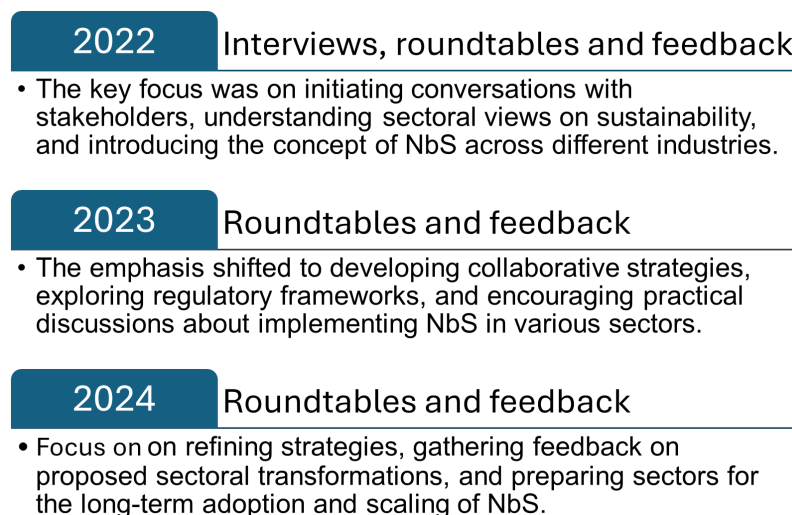 2022
Interviews, roundtables and feedback
• The key focus was on initiating conversations with
stakeholders, understanding sectoral views on sustainability,
and introducing the concept of NbS across different industries.
2023
Roundtables and feedback
• The emphasis shifted to developing collaborative strategies,
exploring regulatory frameworks, and encouraging practical
discussions about implementing NbS in various sectors.
2024
Roundtables and feedback
• Focus on on refining strategies, gathering feedback on
proposed sectoral transformations, and preparing sectors for
the long-term adoption and scaling of NbS.